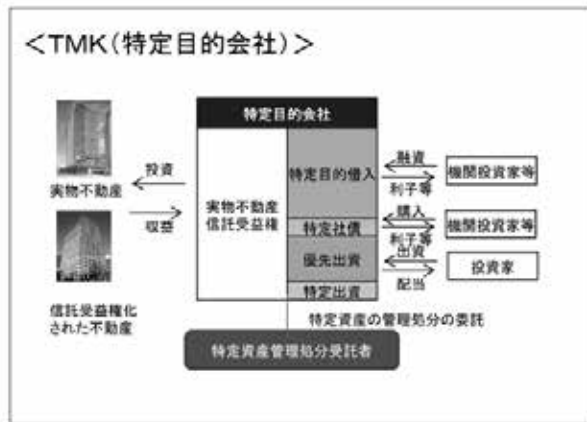 ＜TMK(特定目的会社)＞
特定目的会社
実物不動産
投資
収益
信託受益権化
された不動産
実物不動産
信託受益権
特定目的借入
特定社債
優先出資
特定出資
融資
利子等
機関投資家等
購入
利子等
機関投資家等
出資
配当
投資家
特定資産の管理処分の委託
特定資産管理処分受託者